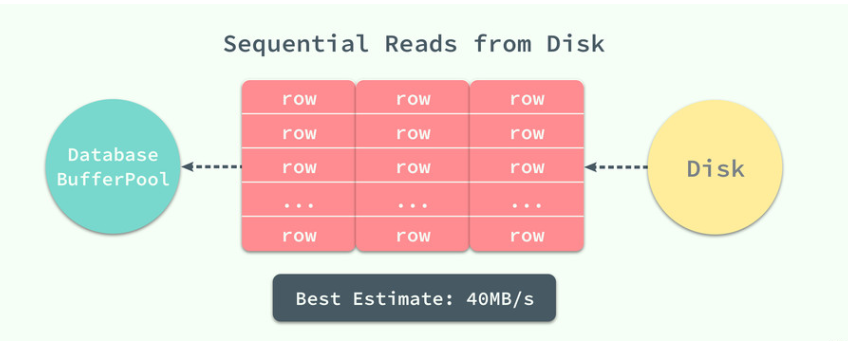 Sequential Reads from Disk
row row row
row row row
Database
BufferPool
row row row
Disk
... ... ...
row row row
Best Estimate: 40MB/s